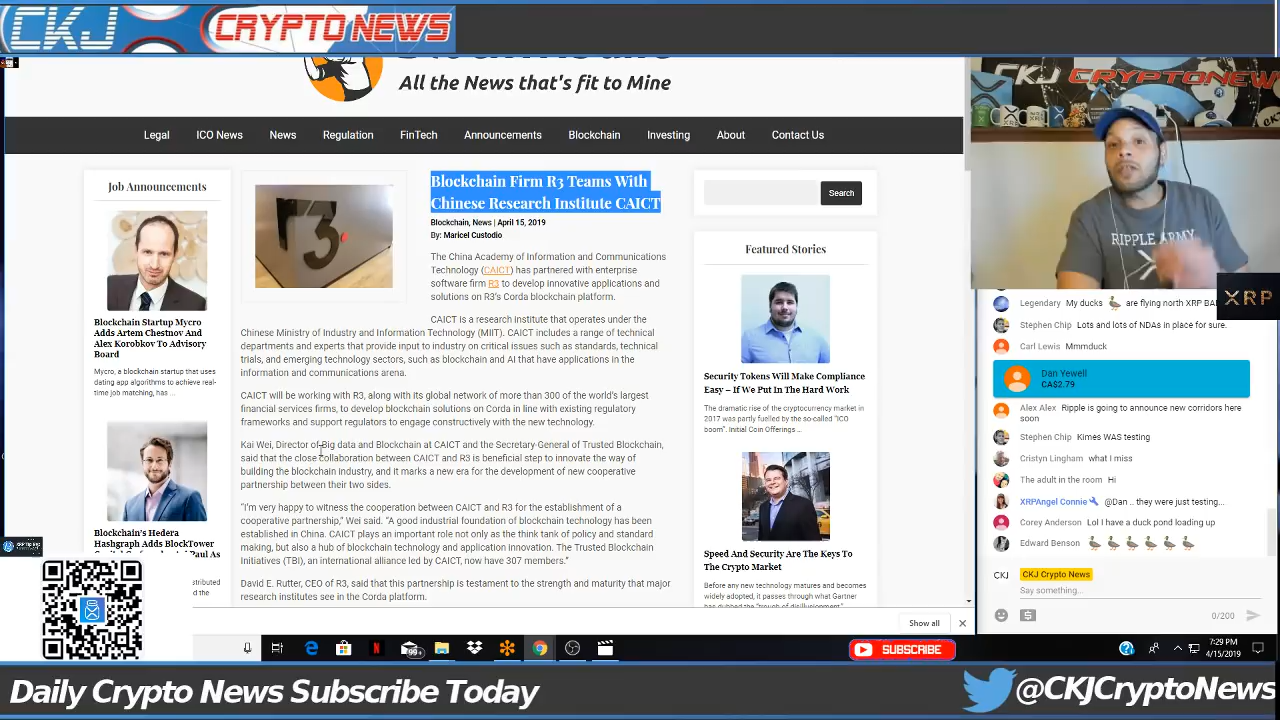 CKJ
CRYPTO NEWS
All the News that's fit to Mine
Legal ICO News News Regulation FinTech Announcements Blockchain Investing About Contact Us
Job Announcements
Blockchain Startup Mycro
Adds Artem Chestnov And
Alex Korobkov To Advisory
Board
Mycro, a blockchain startup that uses
dating app algorithms to achieve real-
time job matching, has ...
Blockchain's Hedera
Hashgraph Adds BlockTower
Blockchain Firm R3 Teams With
Chinese Research Institute CAICT
Blockchain, News | April 15, 2019
By: Maricel Custodio
The China Academy of Information and Communications
Technology (CAICT) has partnered with enterprise
software firm R3 to develop innovative applications and
solutions on R3's Corda blockchain platform.
CAICT is a research institute that operates under the
Chinese Ministry of Industry and Information Technology (MIIT). CAICT includes a range of technical
departments and experts that provide input to industry on critical issues such as standards, technical
trials, and emerging technology sectors, such as blockchain and AI that have applications in the
information and communications arena.
CAICT will be working with R3, along with its global network of more than 300 of the world's largest
financial services firms, to develop blockchain solutions on Corda in line with existing regulatory
frameworks and support regulators to engage constructively with the new technology.
Kai Wei, Director of Big data and Blockchain at CAICT and the Secretary-General of Trusted Blockchain,
said that the close collaboration between CAICT and R3 is beneficial step to innovate the way of
building the blockchain industry, and it marks a new era for the development of new cooperative
partnership between their two sides.
"I'm very happy to witness the cooperation between CAICT and R3 for the establishment of a
cooperative partnership," Wei said. "A good industrial foundation of blockchain technology has been
established in China. CAICT plays an important role not only as the think tank of policy and standard
making, but also a hub of blockchain technology and application innovation. The Trusted Blockchain
Initiatives (TBI), an international alliance led by CAICT, now have 307 members."
David E. Rutter, CEO of R3, said that this partnership is testament to the strength and maturity that major
research institutes see in the Corda platform.
Search
Featured Stories
Security Tokens Will Make Compliance
Easy – If We Put In The Hard Work
The dramatic rise of the cryptocurrency market in
2017 was partly fuelled by the so-called "ICO
boom". Initial Coin Offerings ...
Speed And Security Are The Keys To
The Crypto Market
Before any new technology matures and becomes
widely adopted, it passes through what Gartner
CKJ CRYPTONEWS
RIPPLE ARMY
XRP
Legendary My ducks 🦆 are flying north XRP
Stephen Chip Lots and lots of NDAs in place for sure.
Carl Lewis Mmmduck
Dan Yewell
CA$2.79
Alex Alex Ripple is going to announce new corridors here
soon
Stephen Chip Kimes WAS testing
Cristyn Lingham what I miss
The adult in the room Hi
XRPAngel Connie @Dan .. they were just testing...
Corey Anderson Lol I have a duck pond loading up
Edward Benson 🦆 🦆 🦆 🦆 🦆
CKJ CKJ Crypto News
Say something...
0/200
Show all
99+
SUBSCRIBE
7:29 PM
4/15/2019
Daily Crypto News Subscribe Today
@CKJCryptoNews